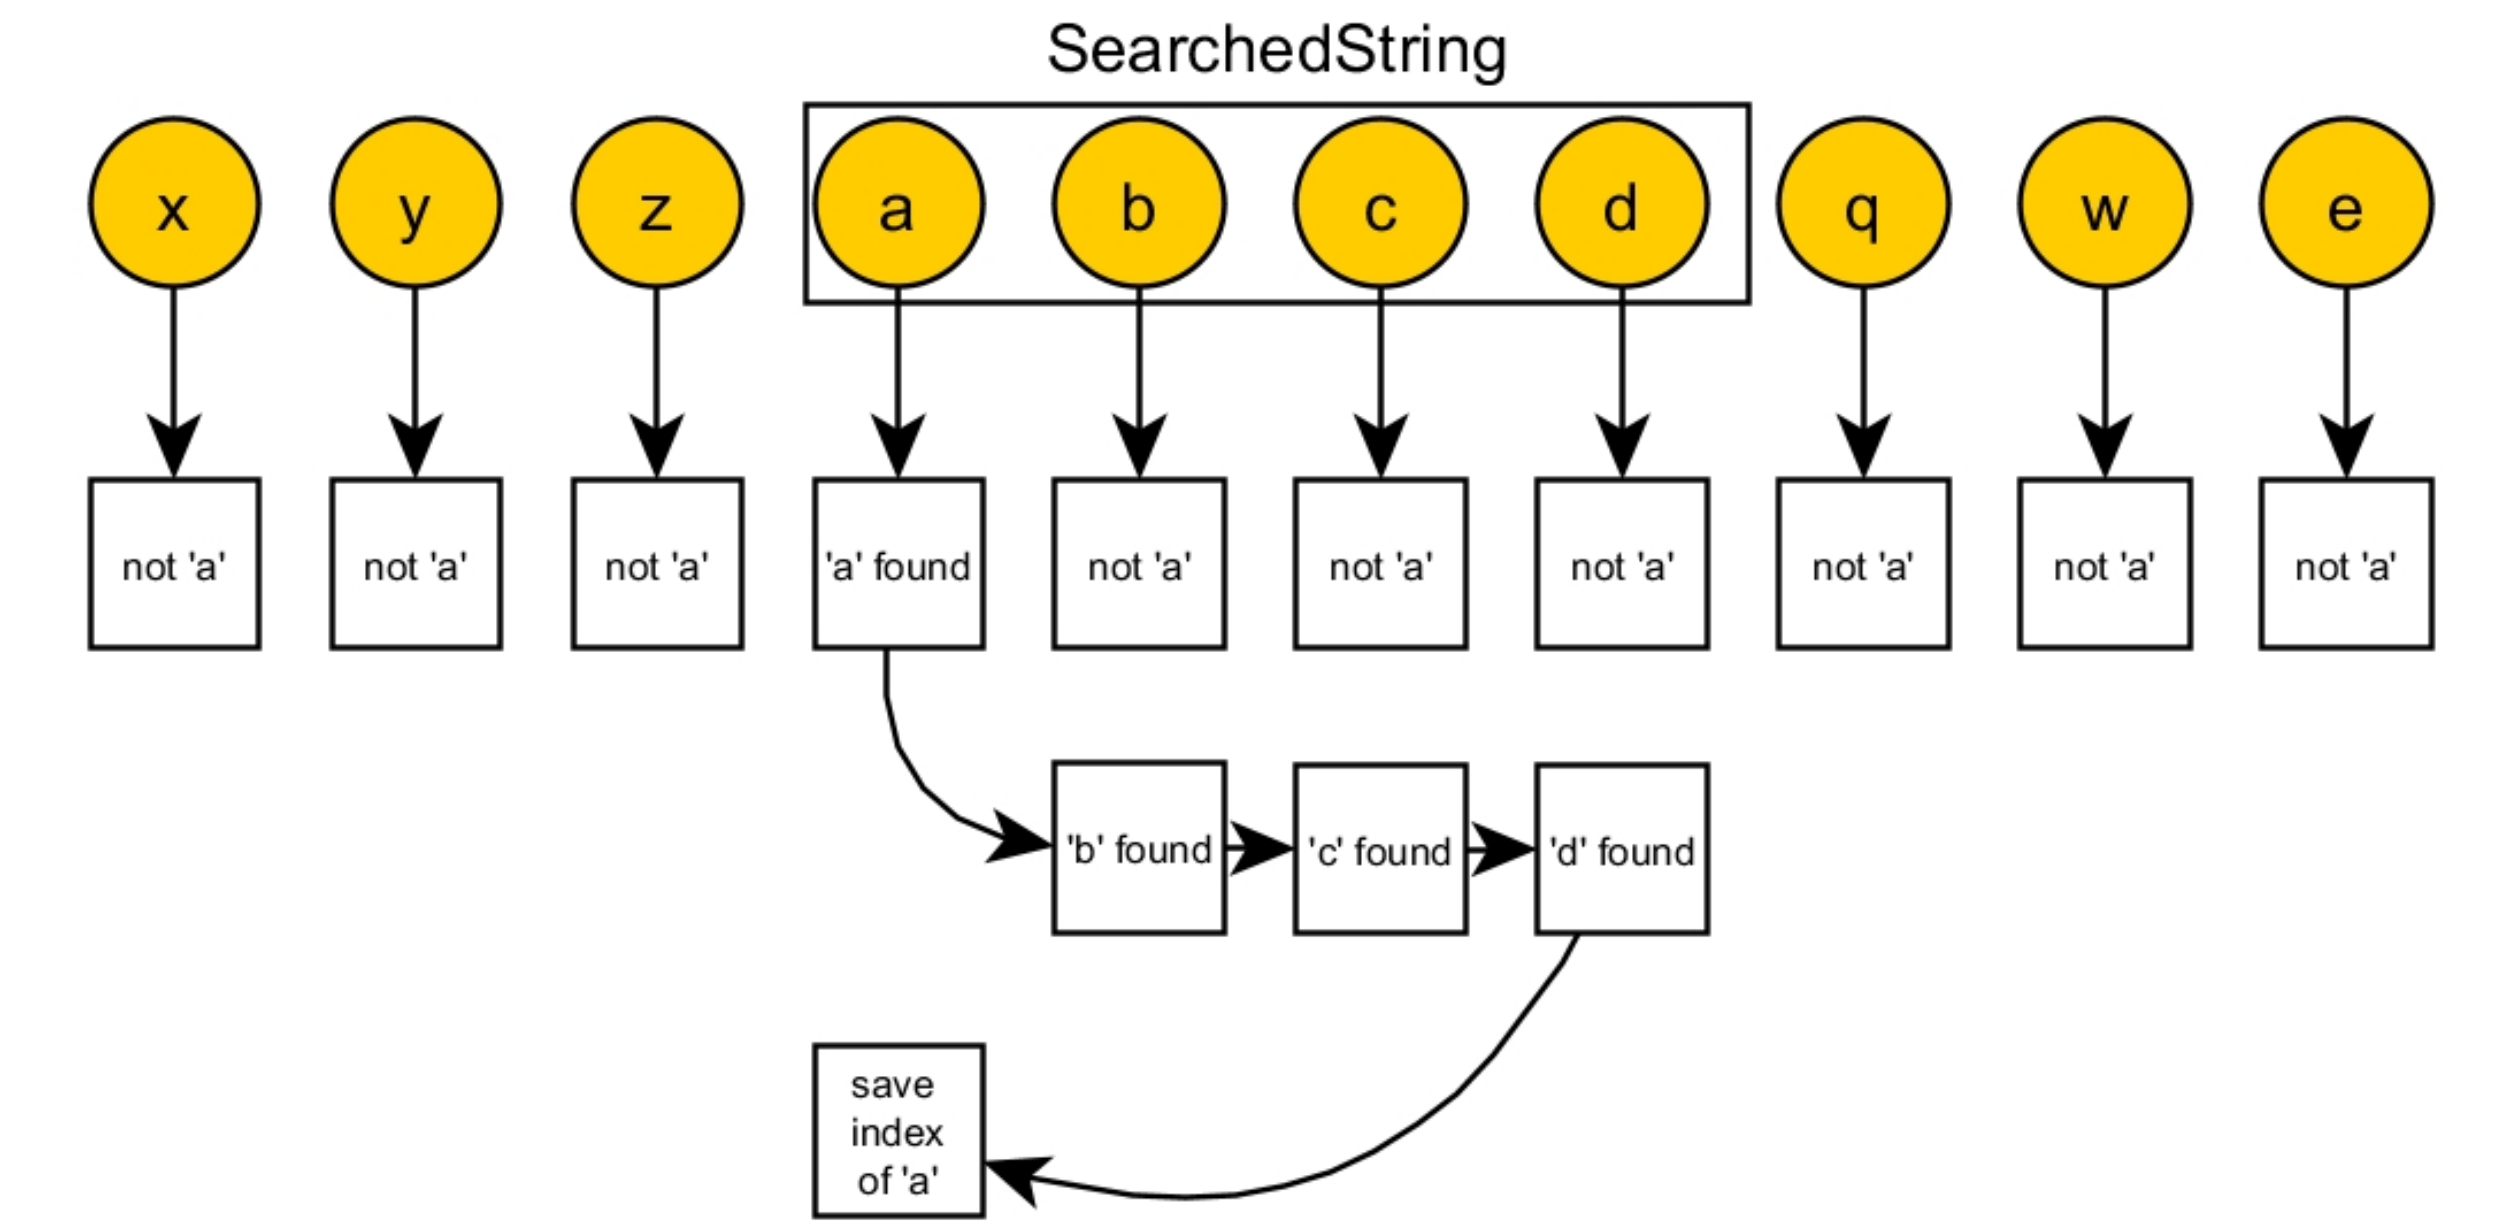 SearchedString
x y z a b c d q w e
not 'a' not 'a' not 'a' 'a' found not 'a' not 'a' not 'a' not 'a' not 'a' not 'a'
'b' found 'c' found 'd' found
save
index
of 'a'